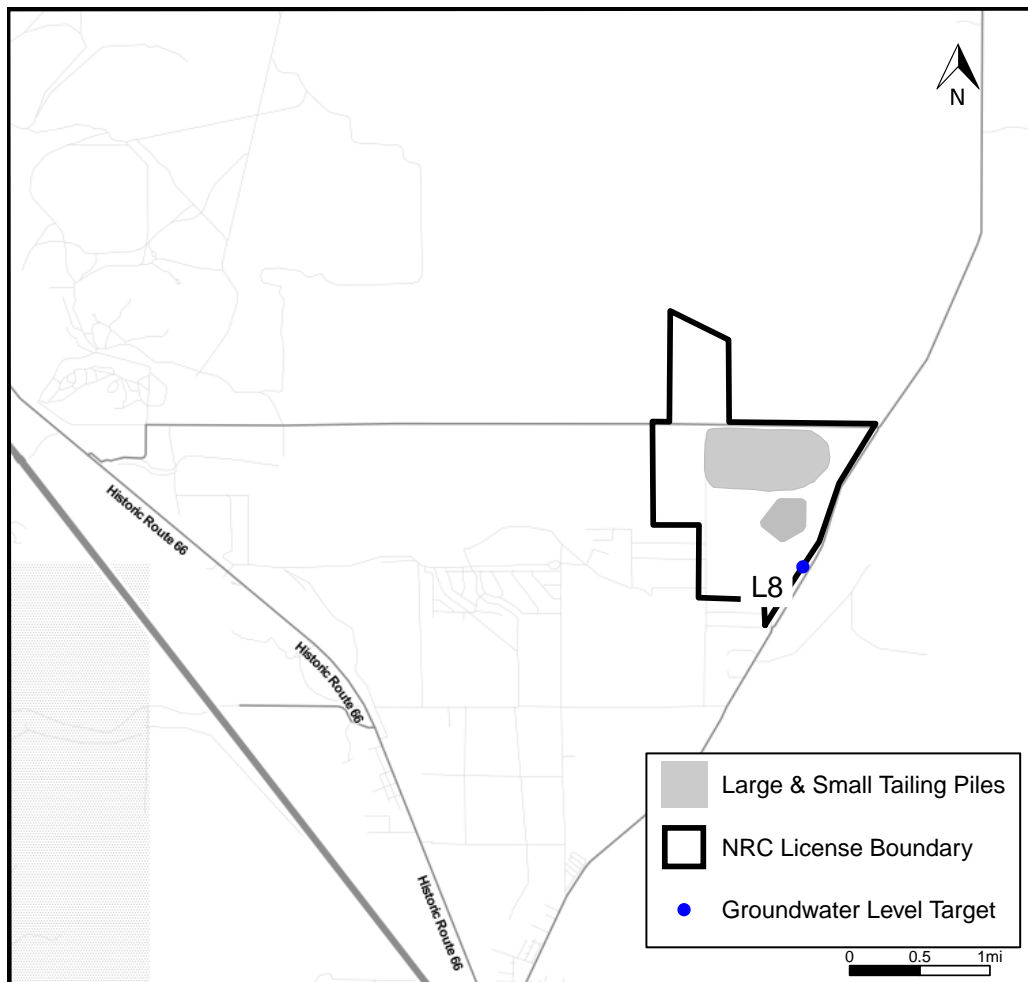 N
Historic Route 66
L8
Historic Route 66
Large & Small Tailing Piles
NRC License Boundary
Historic Route 66
Groundwater Level Target
0 0.5 1mi